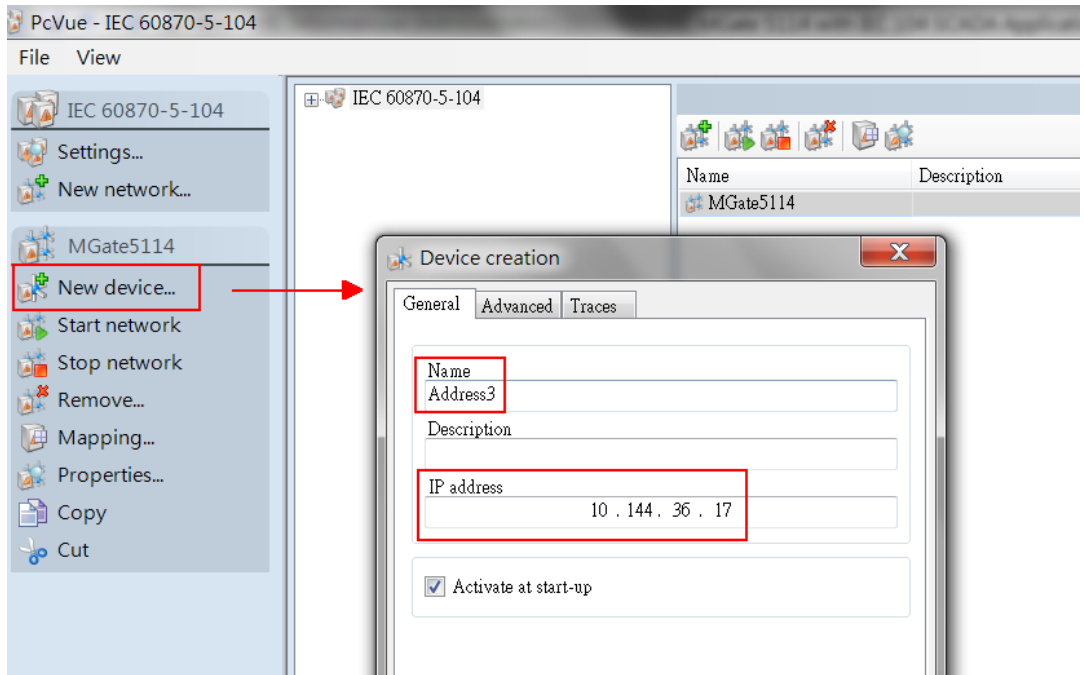 PcVue - IEC 60870-5-104
File View
IEC 60870-5-104
Settings...
New network...
MGate5114
New device...
Start network
Stop network
Remove...
Mapping...
Properties...
Copy
Cut
IEC 60870-5-104
Name Description
MGate5114
Device creation
General Advanced Traces
Name
Address3
Description
IP address
10 . 144 . 36 . 17
Activate at start-up